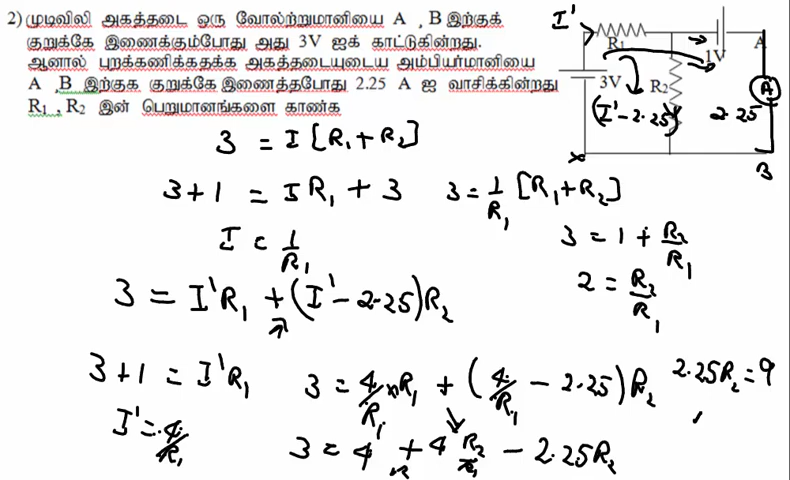 2) முடிவிலி அகத்தடை ஒரு வோல்ற்றுமானியை A , B இற்குக்
குறுக்கே இணைக்கும்போது அது 3V ஐக் காட்டுகின்றது.
ஆனால் புறக்கணிக்கதக்க அகத்தடையுடைய அம்பியர்மானியை
A ,B இற்குக குறுக்கே இணைத்தபோது 2.25 A ஐ வாசிக்கின்றது
R₁ , R₂ இன் பெறுமானங்களை காண்க
I'
R₁
1V
A
3V
R₂
A
(I' - 2.25)
2.25
B
3 = I [R₁ + R₂]
3+1 = IR₁ + 3
3 = 1/R₁ [R₁+R₂]
I = 1/R₁
3 = 1 + R₂/R₁
2 = R₂/R₁
3 = I'R₁ + (I' - 2.25)R₂
3+1 = I'R₁
3 = 4/R₁ × R₁ + (4/R₁ - 2.25)R₂
2.25R₂ = 9
I' = 4/R₁
3 = 4 + 4 R₂/R₁ - 2.25R₂